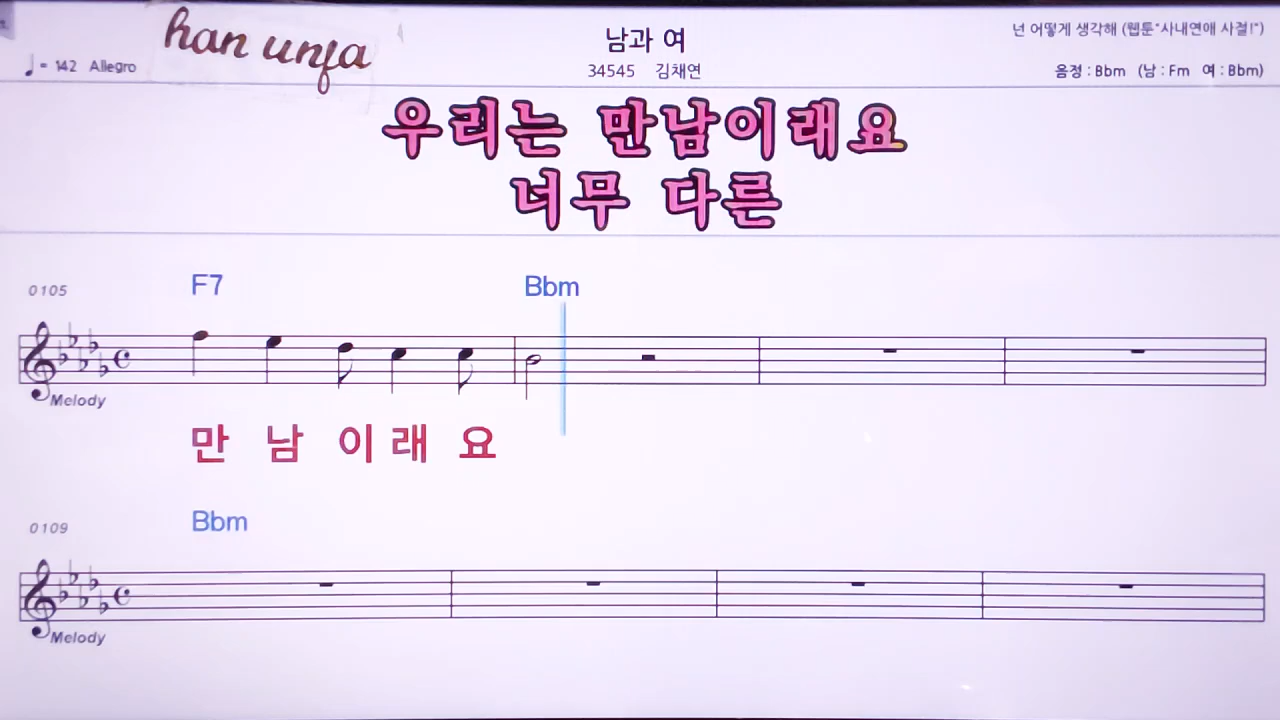 han unja
남과 여
넌 어떻게 생각해 (웹툰"사내연애 사절!")
♩= 142 Allegro
34545 김채연
음정 : Bbm (남 : Fm 여 : Bbm)
우리는 만남이래요
너무 다른
0105
F7 Bbm
Melody
만 남 이 래 요
0109
Bbm
Melody